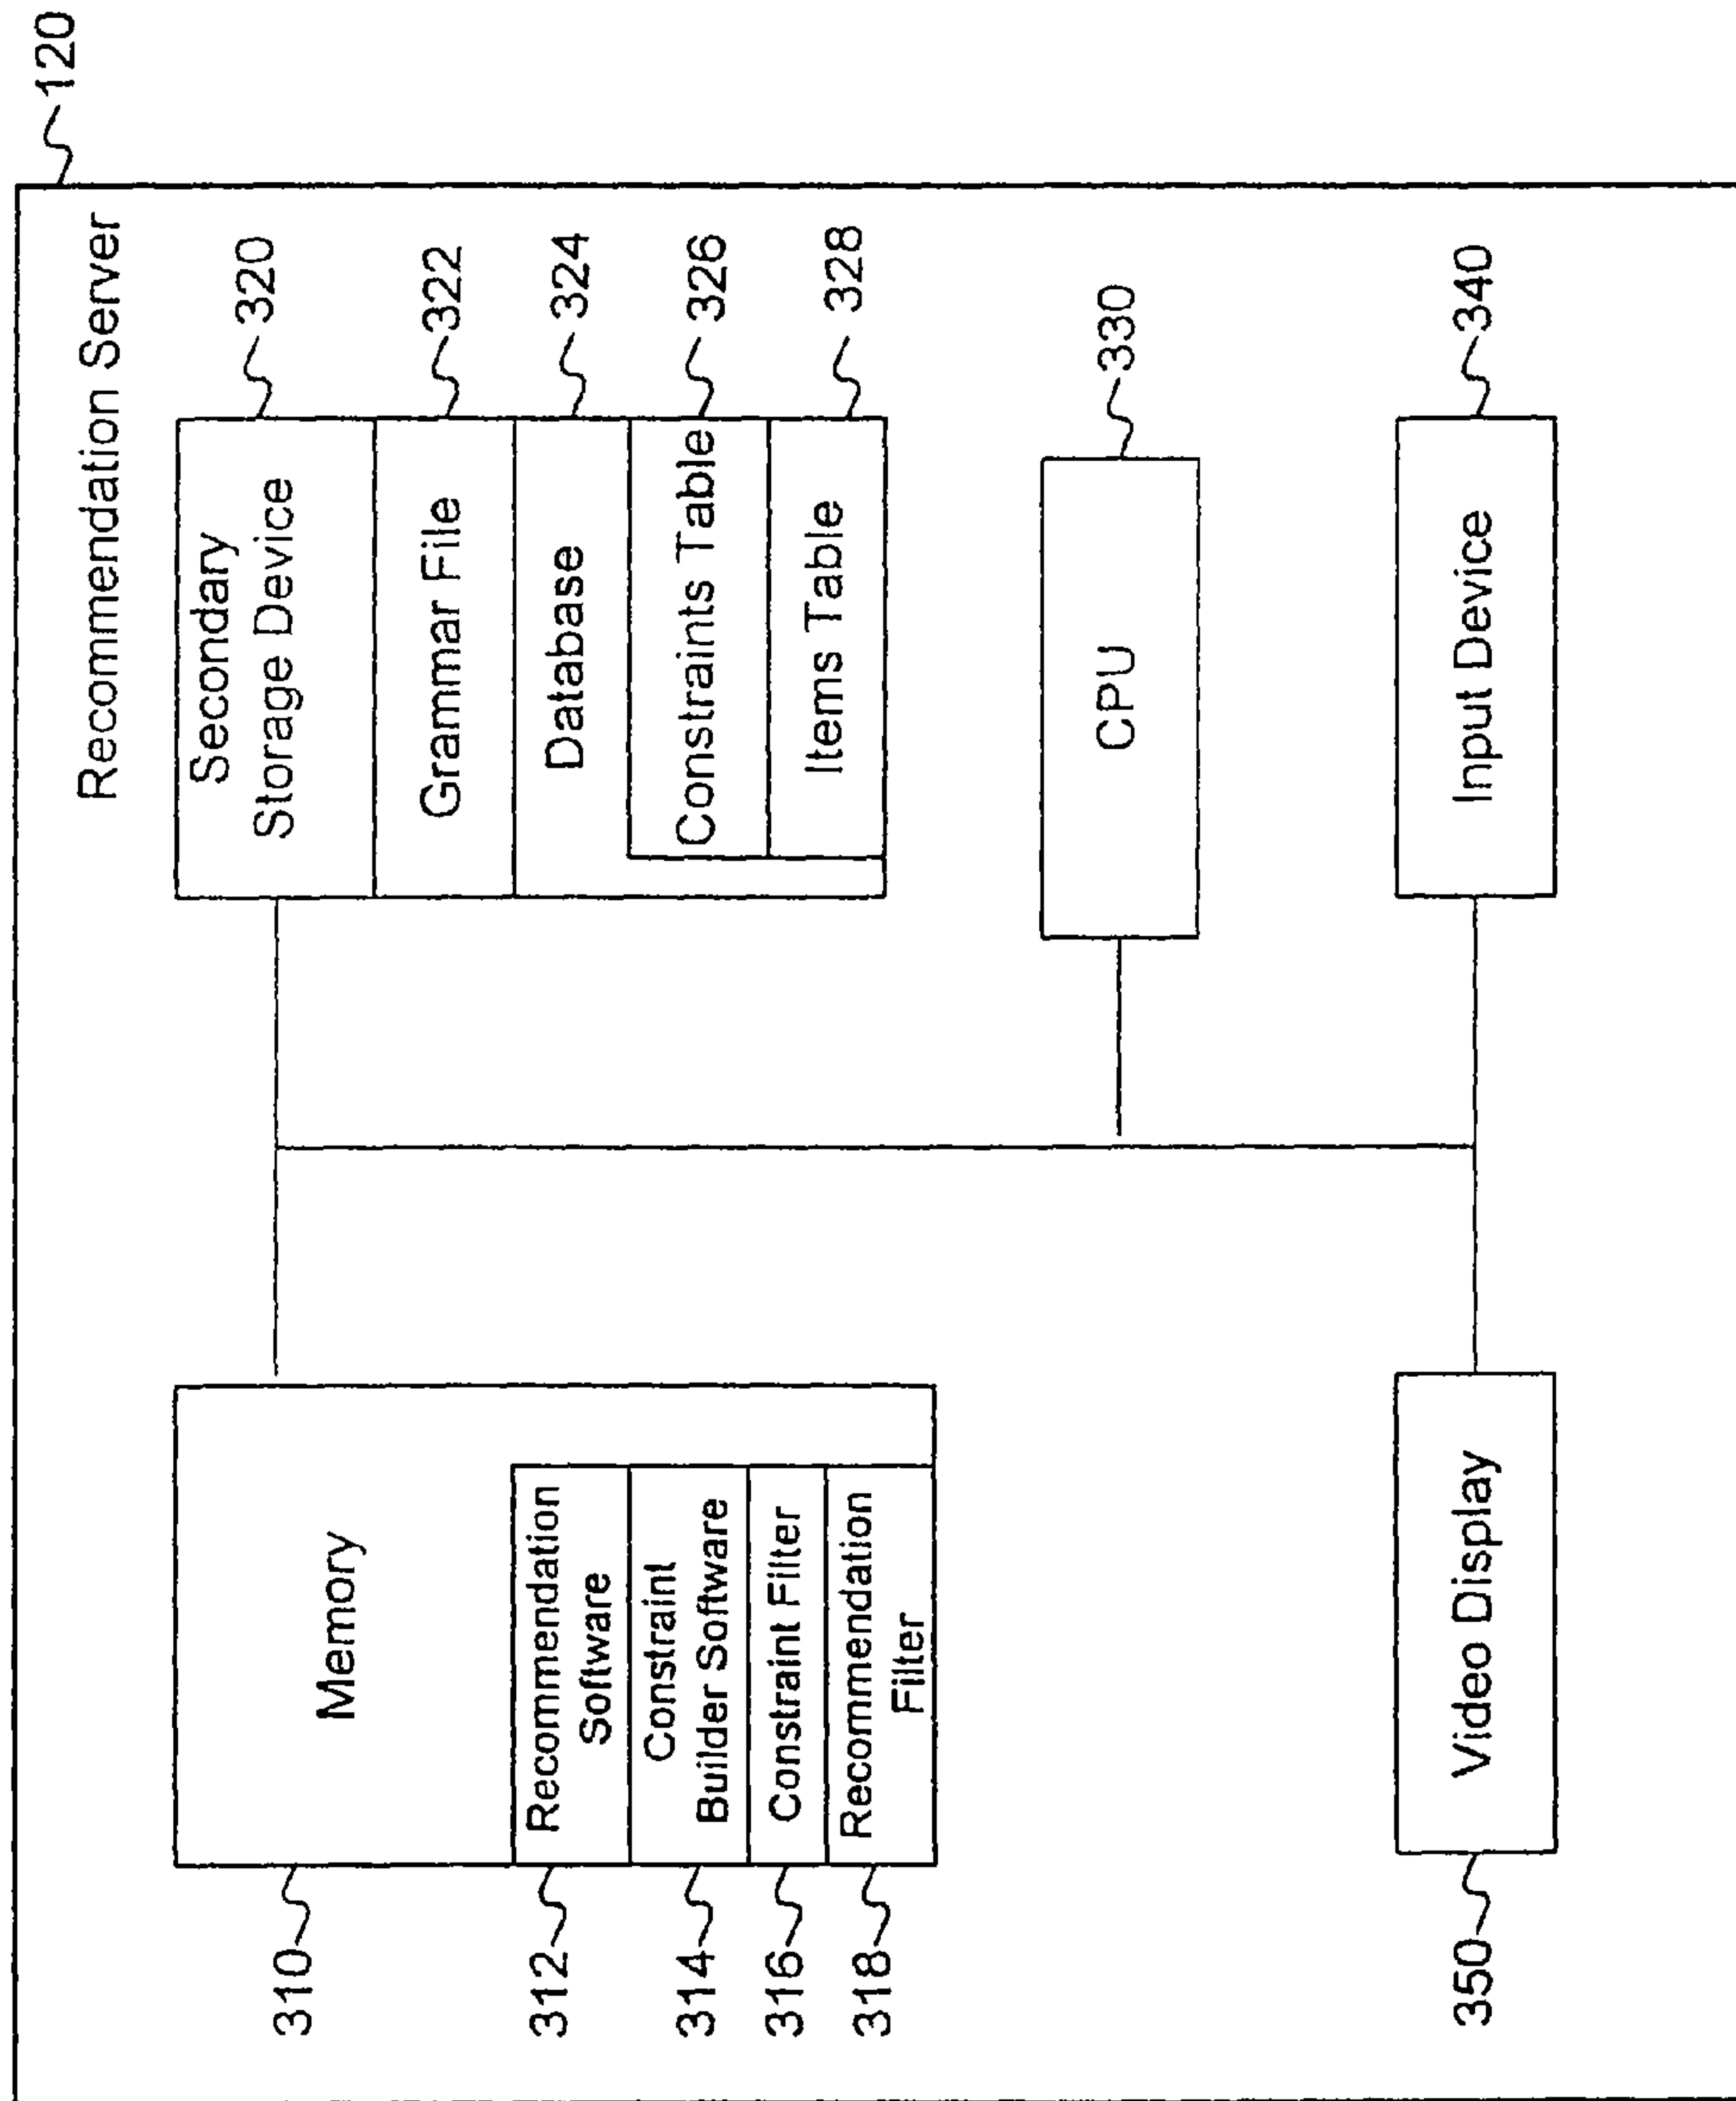 120
Recommendation Server
310
Memory
312
Recommendation
Software
314
Constraint
Builder Software
316
Constraint Filter
318
Recommendation
Filter
Secondary
Storage Device
320
Grammar File
322
Database
324
Constraints Table
326
Items Table
328
CPU
330
350
Video Display
Input Device
340